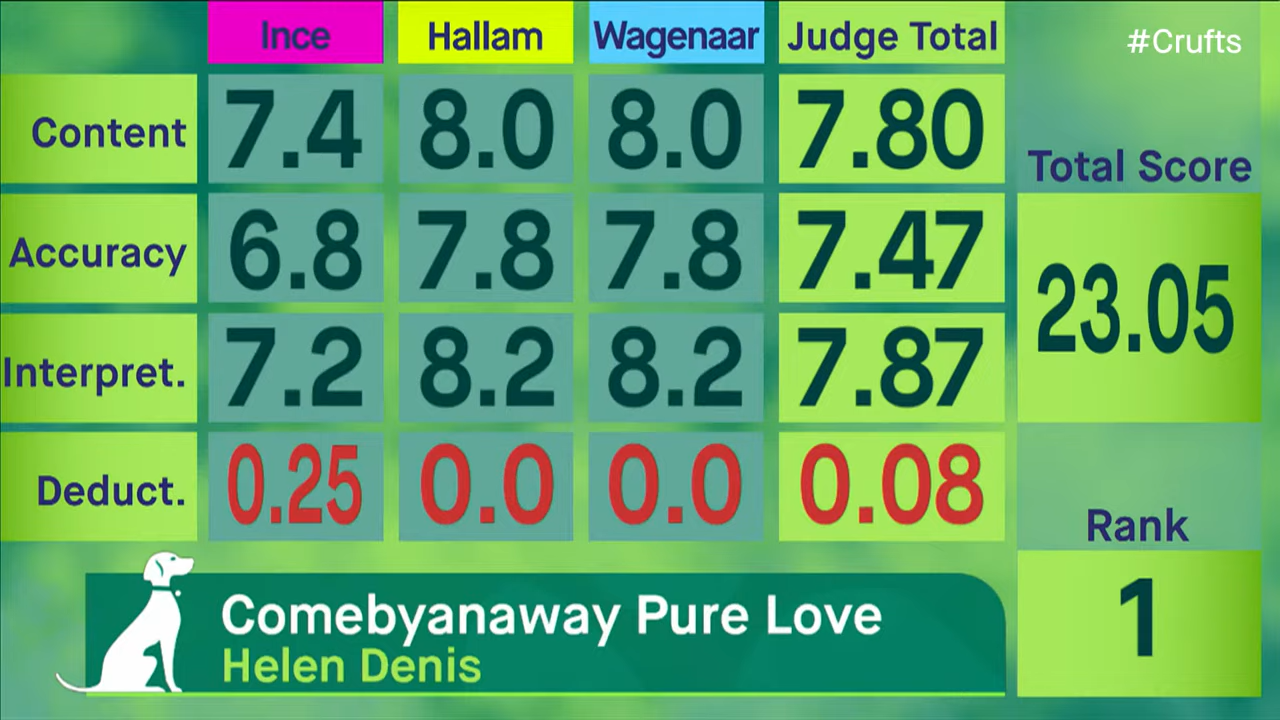 Ince Hallam Wagenaar Judge Total #Crufts
Content 7.4 8.0 8.0 7.80
Total Score
Accuracy 6.8 7.8 7.8 7.47
23.05
Interpret. 7.2 8.2 8.2 7.87
Deduct. 0.25 0.0 0.0 0.08
Rank
1
Comebyanaway Pure Love
Helen Denis